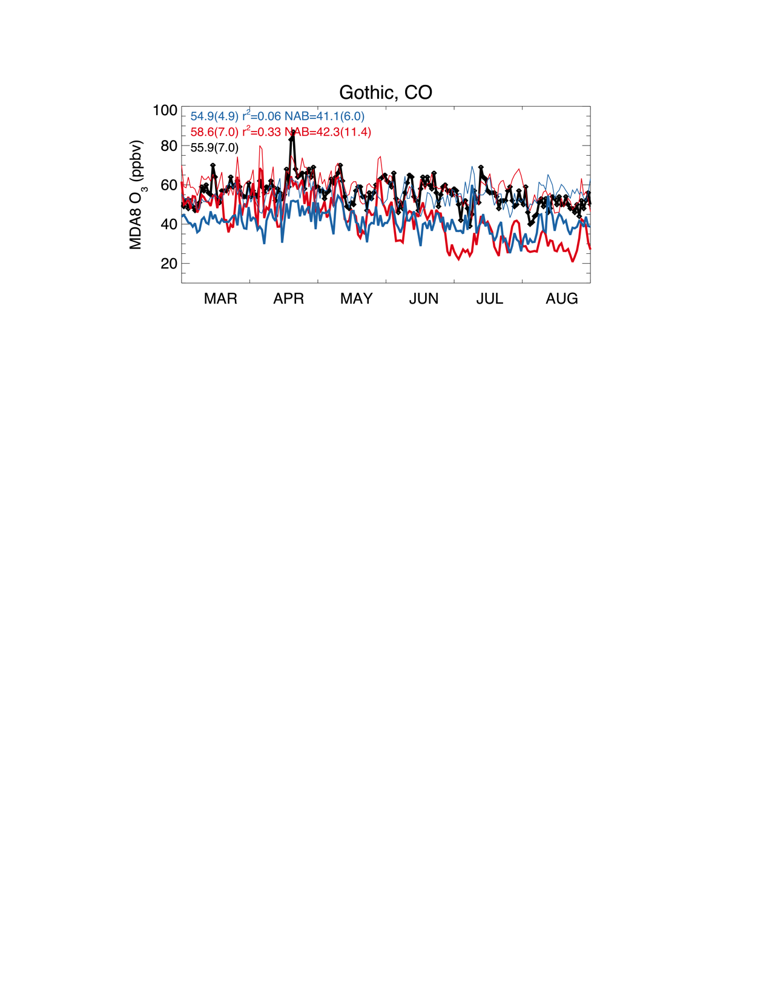 Gothic, CO
MDA8 O3 (ppbv)
100
80
60
40
20
54.9(4.9) r2=0.06 NAB=41.1(6.0)
58.6(7.0) r2=0.33 NAB=42.3(11.4)
55.9(7.0)
MAR APR MAY JUN JUL AUG